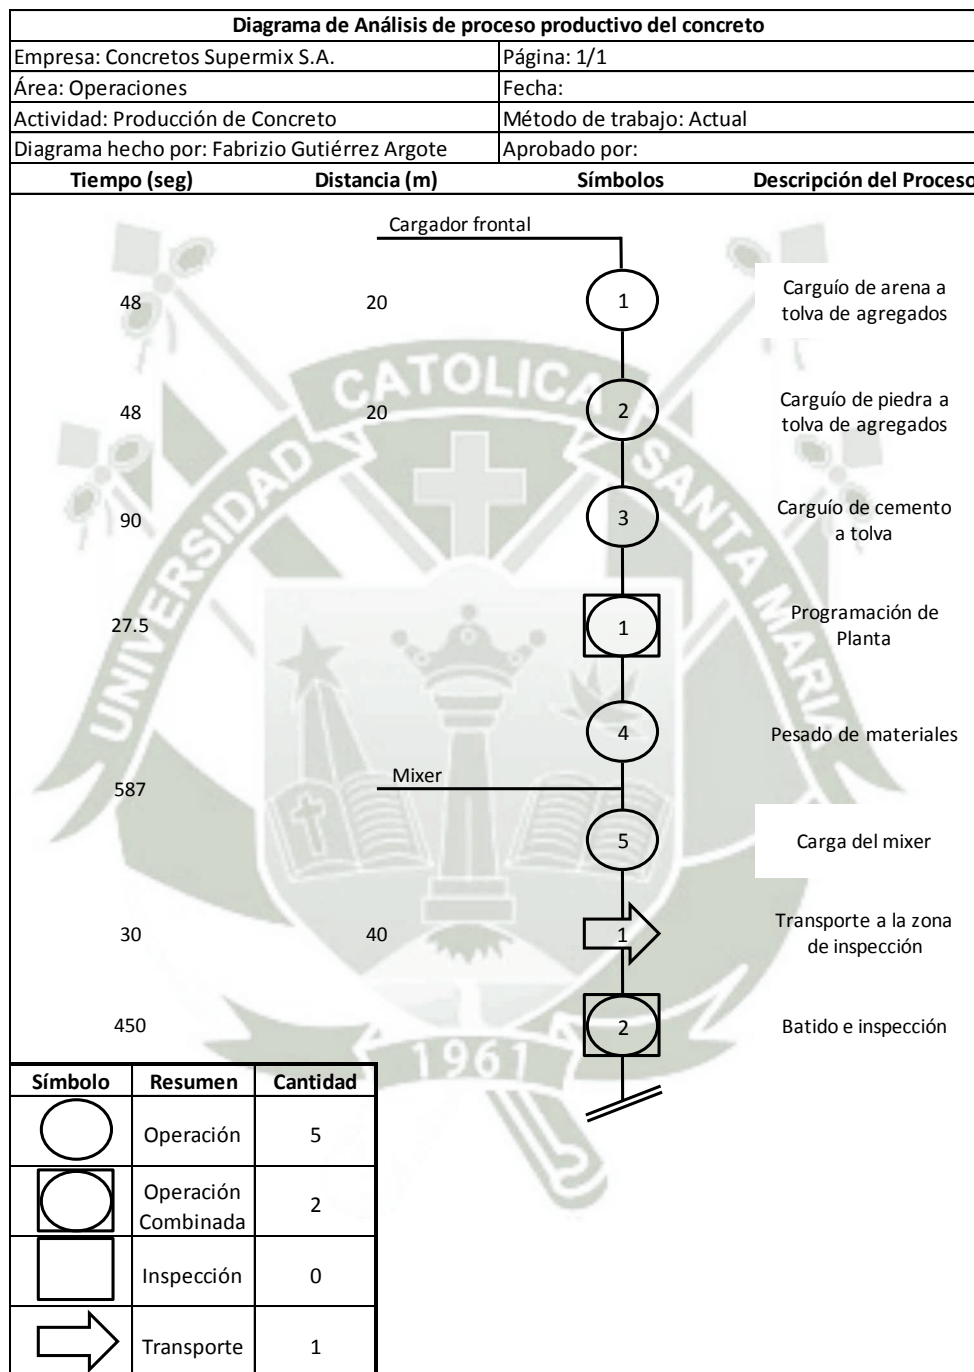 Diagrama de Análisis de proceso productivo del concreto
Empresa: Concretos Supermix S.A.
Página: 1/1
Área: Operaciones
Fecha:
Actividad: Producción de Concreto
Método de trabajo: Actual
Diagrama hecho por: Fabrizio Gutiérrez Argote
Aprobado por:
Tiempo (seg)
Distancia (m)
Símbolos
Descripción del Proceso
Cargador frontal
48
20
1
Carguío de arena a
tolva de agregados
48
20
2
Carguío de piedra a
tolva de agregados
90
3
Carguío de cemento
a tolva
27.5
1
Programación de
Planta
4
Pesado de materiales
587
Mixer
5
Carga del mixer
30
40
1
Transporte a la zona
de inspección
450
2
Batido e inspección
UNIVERSIDAD CATOLICA SANTA MARIA
1961
Símbolo
Resumen
Cantidad
Operación
5
Operación
Combinada
2
Inspección
0
Transporte
1